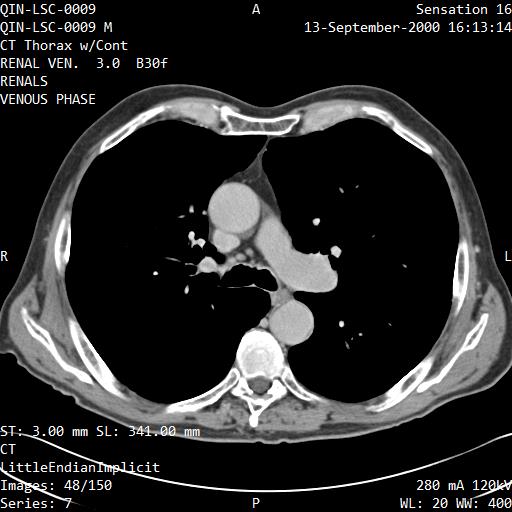 QIN-LSC-0009
A
Sensation 16
QIN-LSC-0009 M
13-September-2000 16:13:14
CT Thorax w/Cont
RENAL VEN.  3.0  B30f
RENALS
VENOUS PHASE
R
L
ST: 3.00 mm SL: 341.00 mm
CT
LittleEndianImplicit
Images: 48/150
280 mA 120kV
Series: 7
P
WL: 20 WW: 400